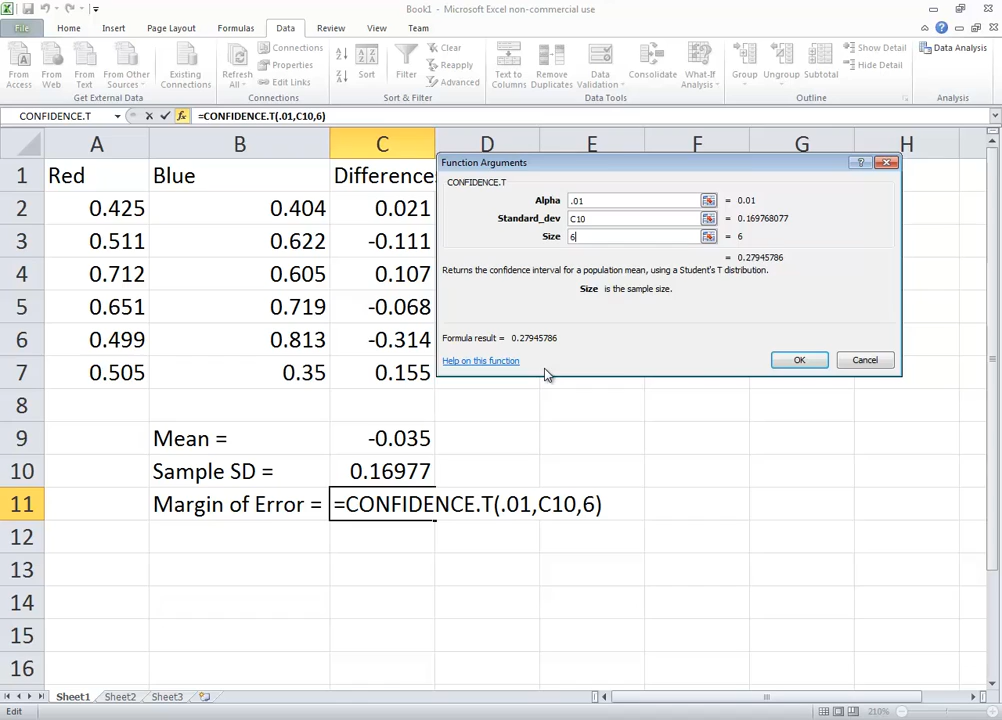 Book1 - Microsoft Excel non-commercial use
File Home Insert Page Layout Formulas Data Review View Team
From Access
From Web
From Text
From Other Sources
Existing Connections
Refresh All
Connections
Properties
Edit Links
Sort
Filter
Clear
Reapply
Advanced
Text to Columns
Remove Duplicates
Data Validation
Consolidate
What-If Analysis
Group
Ungroup
Subtotal
Show Detail
Hide Detail
Data Analysis
Get External Data Connections Sort & Filter Data Tools Outline Analysis
CONFIDENCE.T fx =CONFIDENCE.T(.01,C10,6)
A B C D E F G H
1 Red Blue Difference
2 0.425 0.404 0.021
3 0.511 0.622 -0.111
4 0.712 0.605 0.107
5 0.651 0.719 -0.068
6 0.499 0.813 -0.314
7 0.505 0.35 0.155
8
9 Mean = -0.035
10 Sample SD = 0.16977
11 Margin of Error = =CONFIDENCE.T(.01,C10,6)
12
13
14
15
16
Function Arguments
CONFIDENCE.T
Alpha .01 = 0.01
Standard_dev C10 = 0.169768077
Size 6 = 6
= 0.27945786
Returns the confidence interval for a population mean, using a Student's T distribution.
Size is the sample size.
Formula result = 0.27945786
Help on this function OK Cancel
Sheet1 Sheet2 Sheet3
Edit 210%